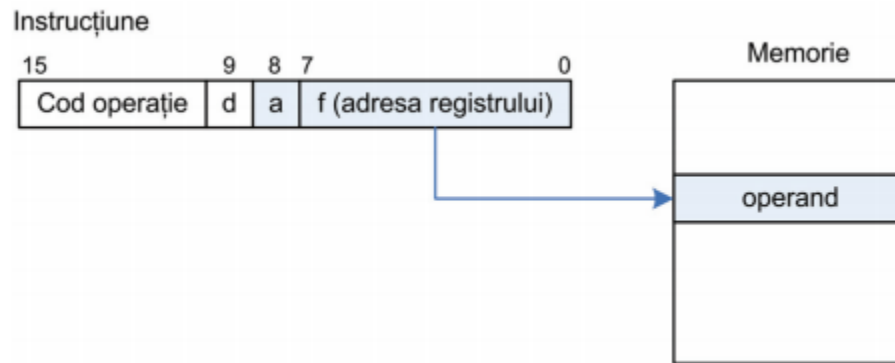 Instrucțiune
15 9 8 7 0
Memorie
Cod operație d a f (adresa registrului)
operand